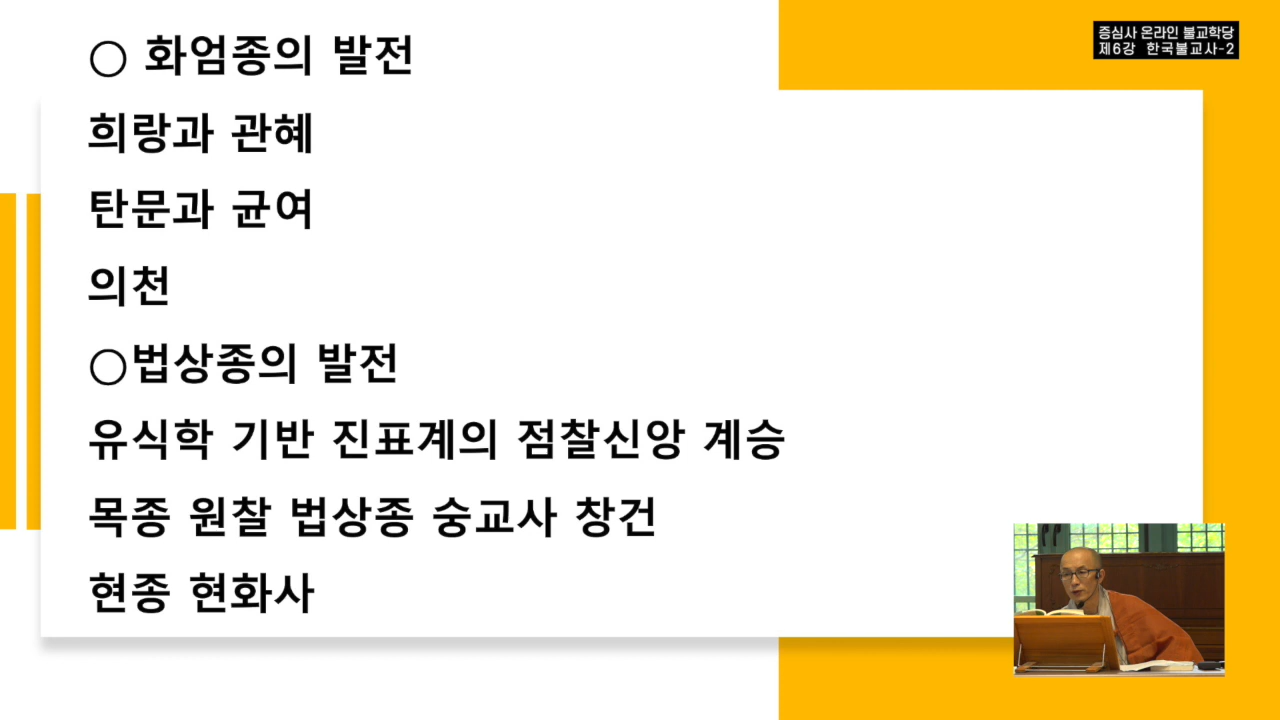 ○ 화엄종의 발전
희랑과 관혜
탄문과 균여
의천
○법상종의 발전
유식학 기반 진표계의 점찰신앙 계승
목종 원찰 법상종 숭교사 창건
현종 현화사
증심사 온라인 불교학당
제6강 한국불교사-2